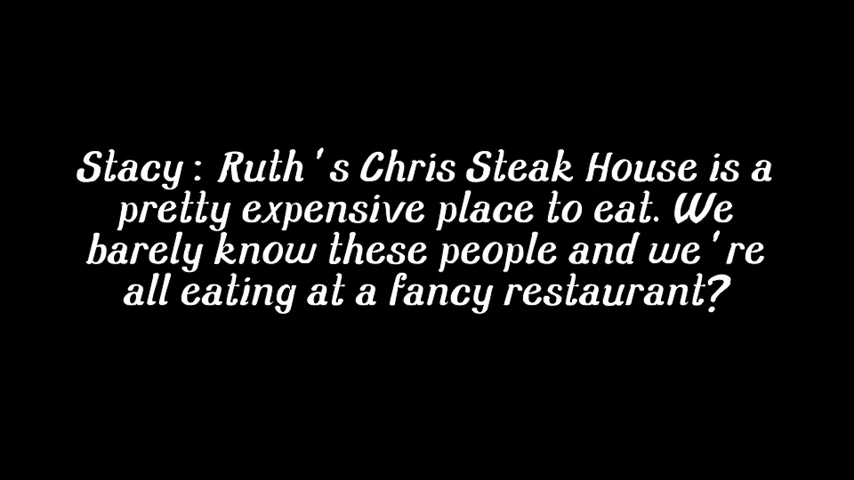 Stacy: Ruth's Chris Steak House is a
pretty expensive place to eat. We
barely know these people and we're
all eating at a fancy restaurant?